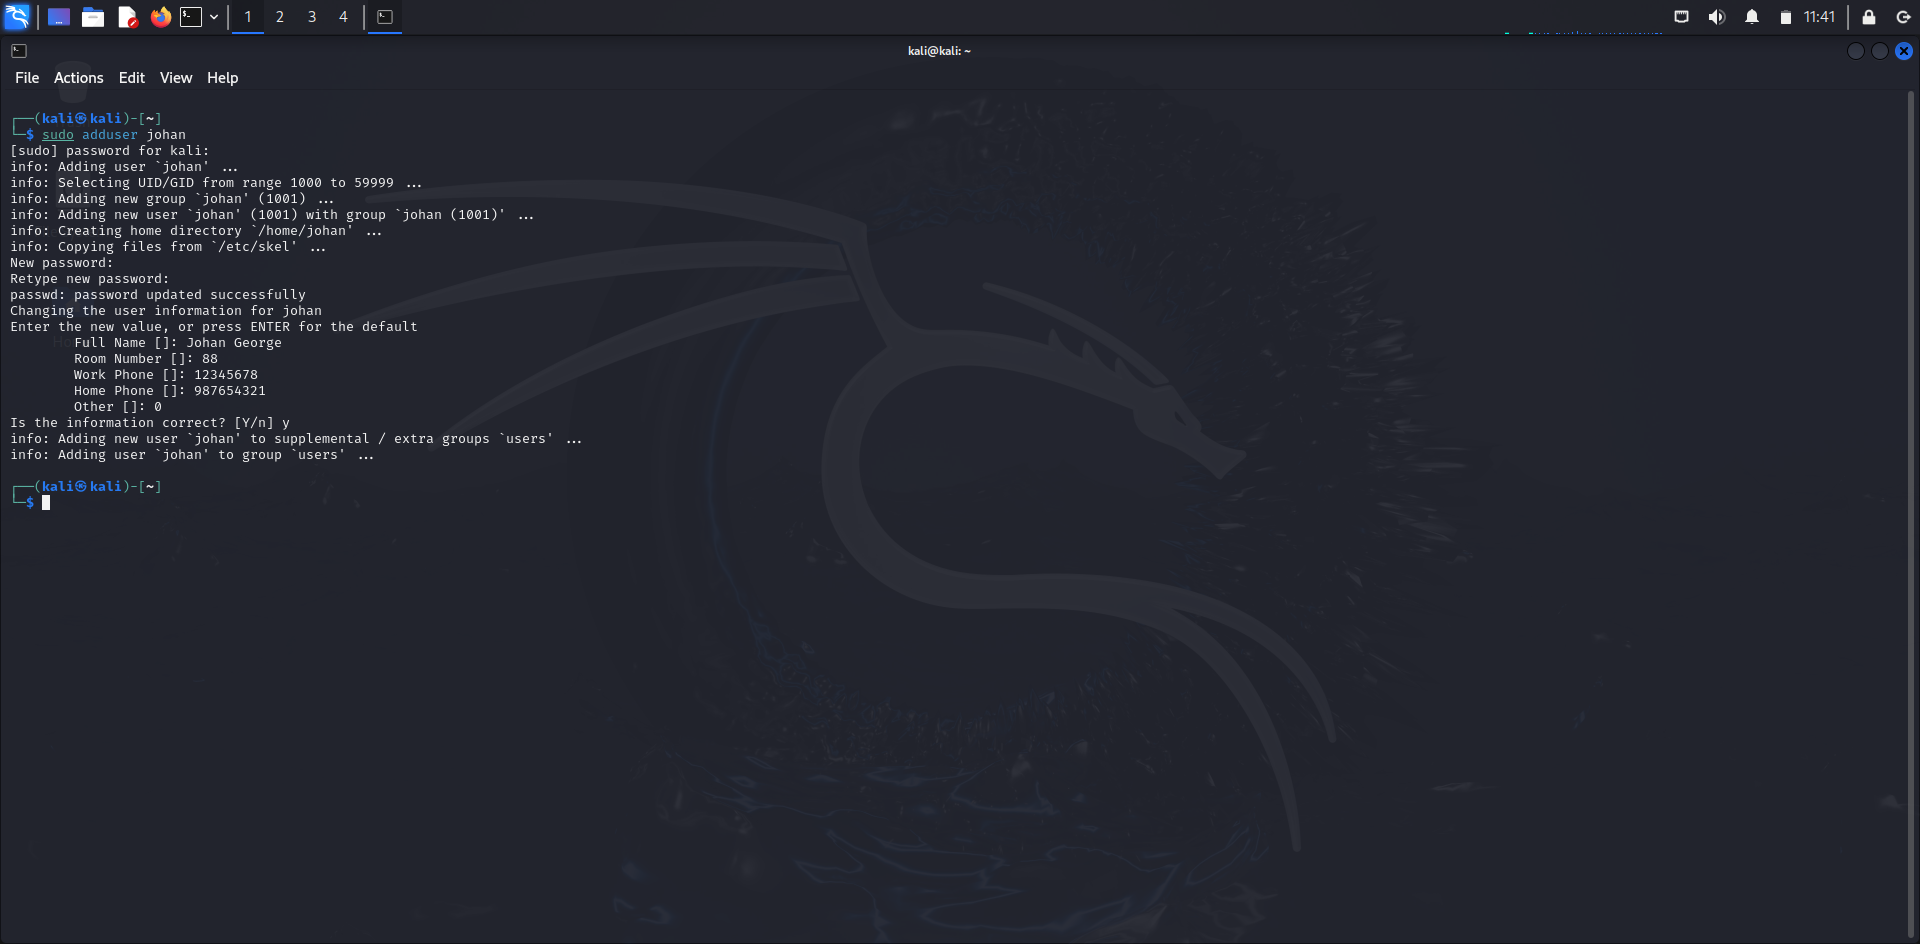 1 2 3 4
11:41
kali@kali: ~
File Actions Edit View Help
┌──(kali㉿kali)-[~]
└─$ sudo adduser johan
[sudo] password for kali:
info: Adding user `johan' ...
info: Selecting UID/GID from range 1000 to 59999 ...
info: Adding new group `johan' (1001) ...
info: Adding new user `johan' (1001) with group `johan (1001)' ...
info: Creating home directory `/home/johan' ...
info: Copying files from `/etc/skel' ...
New password:
Retype new password:
passwd: password updated successfully
Changing the user information for johan
Enter the new value, or press ENTER for the default
Full Name []: Johan George
Room Number []: 88
Work Phone []: 12345678
Home Phone []: 987654321
Other []: 0
Is the information correct? [Y/n] y
info: Adding new user `johan' to supplemental / extra groups `users' ...
info: Adding user `johan' to group `users' ...
┌──(kali㉿kali)-[~]
└─$